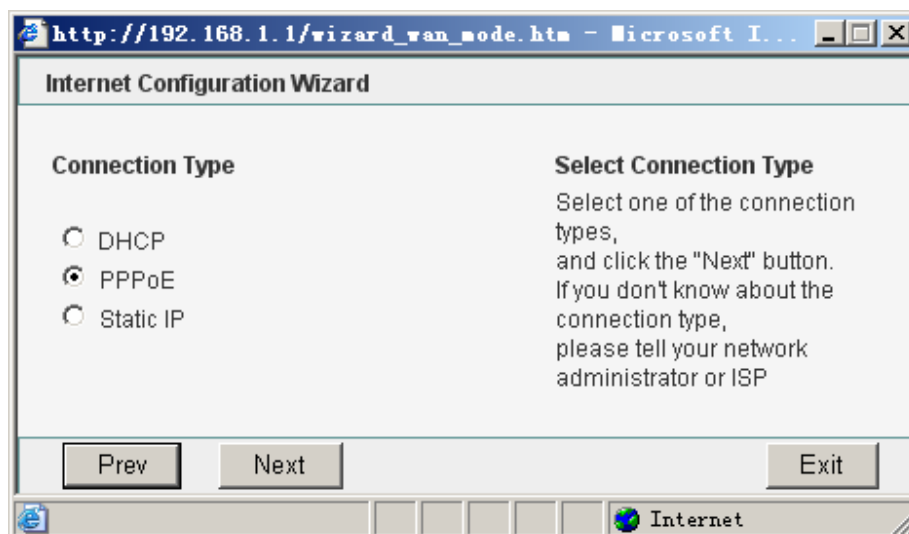 http://192.168.1.1/wizard_wan_mode.htm - Microsoft I...
Internet Configuration Wizard
Connection Type
DHCP
PPPoE
Static IP
Select Connection Type
Select one of the connection
types,
and click the "Next" button.
If you don't know about the
connection type,
please tell your network
administrator or ISP
Prev
Next
Exit
Internet